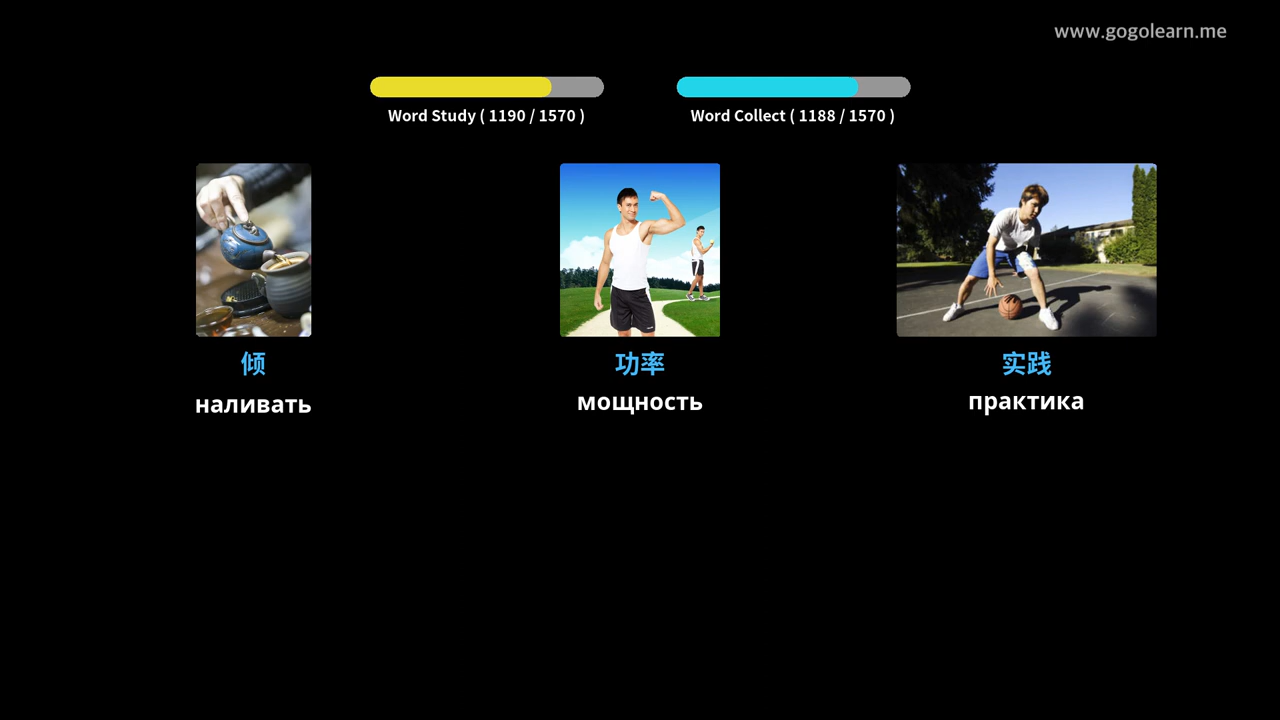 www.gogolearn.me
Word Study ( 1190 / 1570 )
Word Collect ( 1188 / 1570 )
倾
наливать
功率
мощность
实践
практика